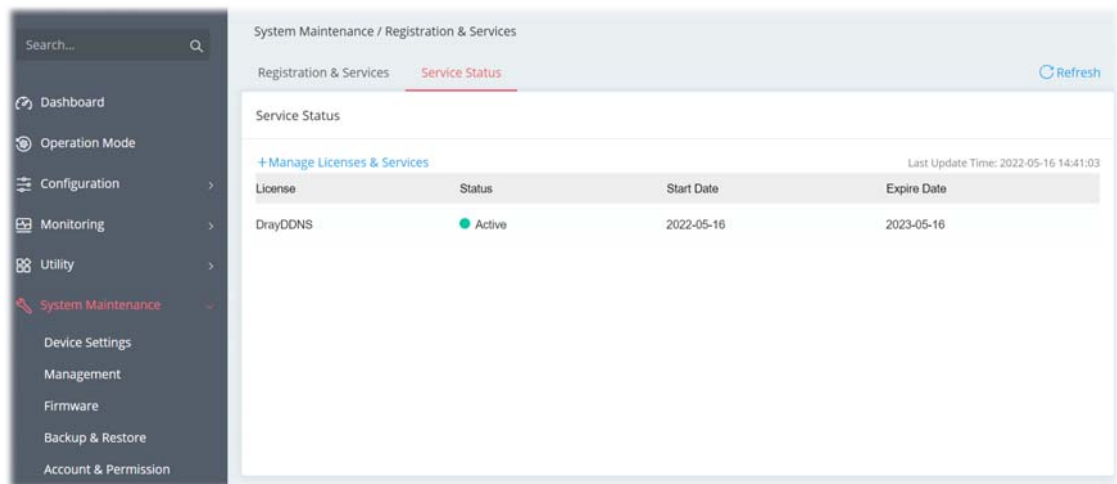 Search...
Dashboard
Operation Mode
Configuration
Monitoring
Utility
System Maintenance
Device Settings
Management
Firmware
Backup & Restore
Account & Permission
System Maintenance / Registration & Services
Registration & Services Service Status Refresh
Service Status
+Manage Licenses & Services Last Update Time: 2022-05-16 14:41:03
License Status Start Date Expire Date
DrayDDNS Active 2022-05-16 2023-05-16